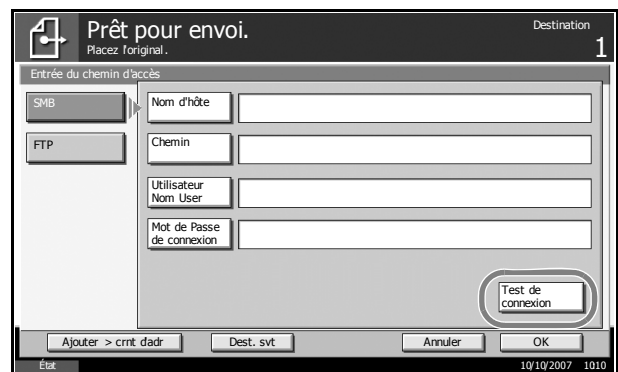 Prêt pour envoi.
Placez l'original.
Destination
1
Entrée du chemin d'accès
SMB
FTP
Nom d'hôte
Chemin
Utilisateur
Nom User
Mot de Passe
de connexion
Test de
connexion
Ajouter > crnt d'adr
Dest. svt
Annuler
OK
État
10/10/2007 1010